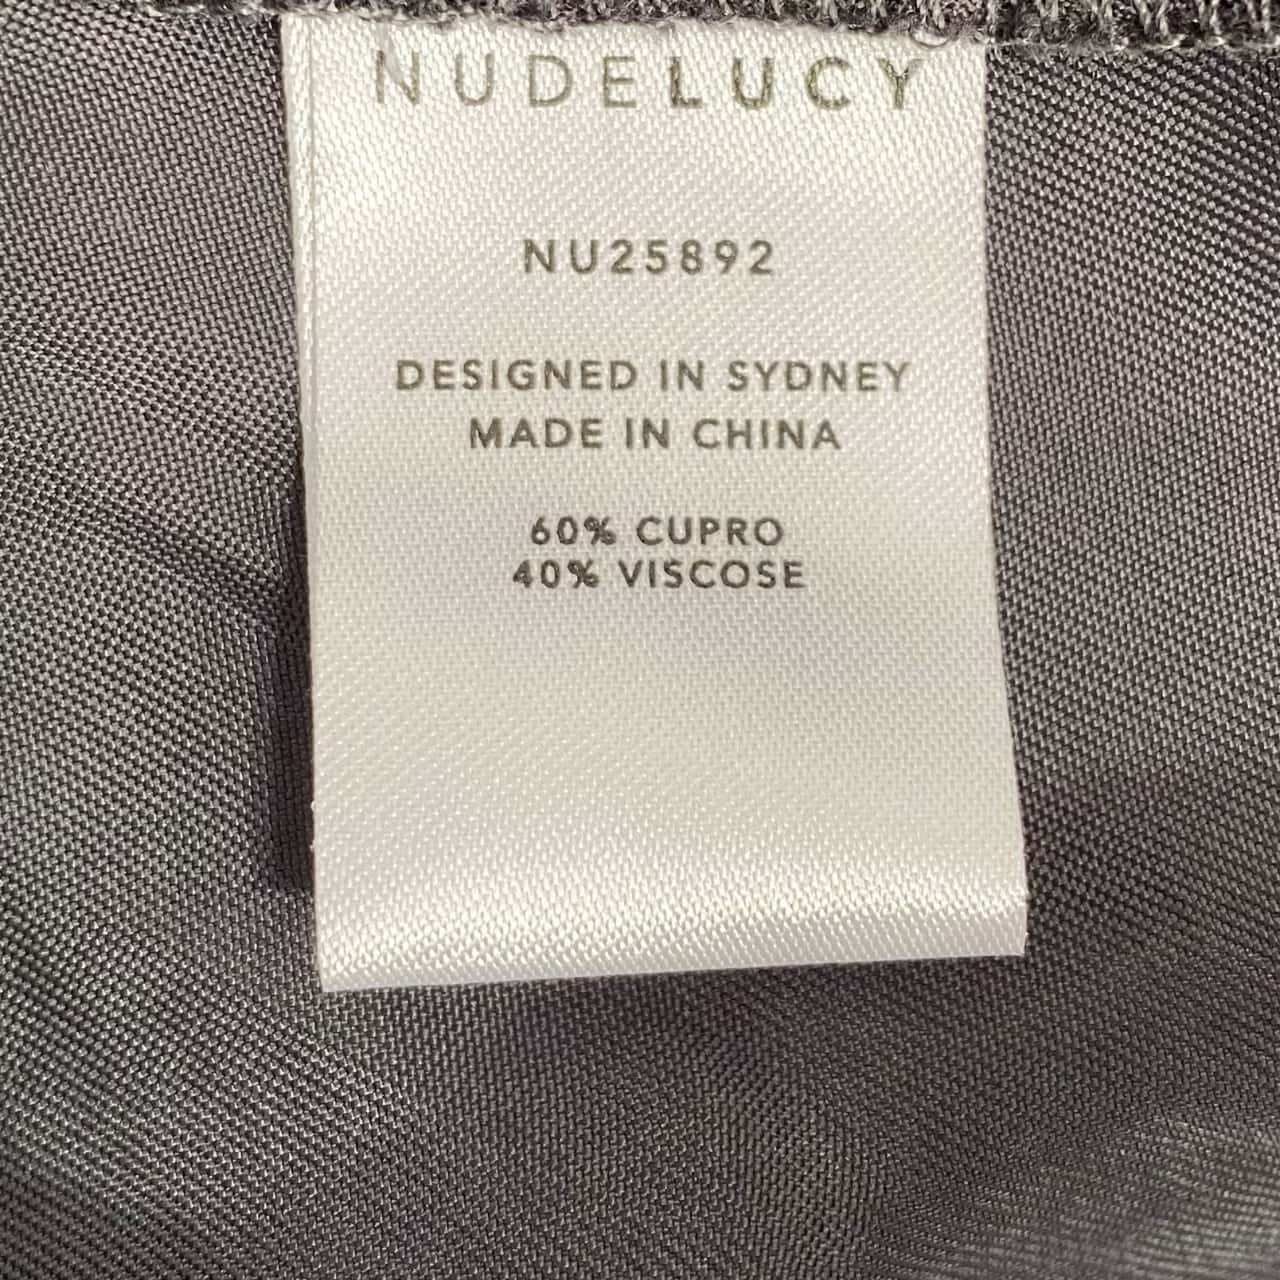 NUDELUCY
NU25892
DESIGNED IN SYDNEY
MADE IN CHINA
60% CUPRO
40% VISCOSE